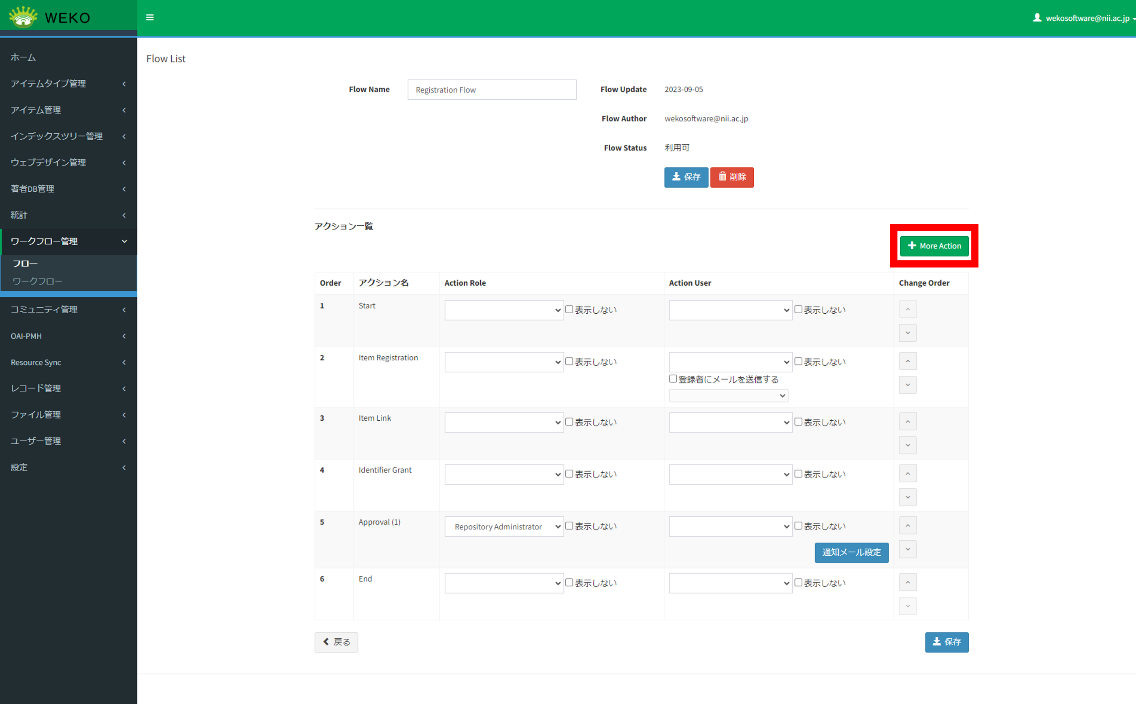 WEKO
wekosoftware@nii.ac.jp
ホーム
アイテムタイプ管理
アイテム管理
インデックスツリー管理
ウェブデザイン管理
著者DB管理
統計
ワークフロー管理
フロー
ワークフロー
コミュニティ管理
OAI-PMH
Resource Sync
レコード管理
ファイル管理
ユーザー管理
設定
Flow List
Flow Name Registration Flow Flow Update 2023-09-05
Flow Author wekosoftware@nii.ac.jp
Flow Status 利用可
保存 削除
アクション一覧
More Action
Order アクション名 Action Role Action User Change Order
1 Start 表示しない 表示しない
2 Item Registration 表示しない 表示しない
登録者にメールを送信する
3 Item Link 表示しない 表示しない
4 Identifier Grant 表示しない 表示しない
5 Approval (1) Repository Administrator 表示しない 表示しない
通知メール設定
6 End 表示しない 表示しない
戻る 保存